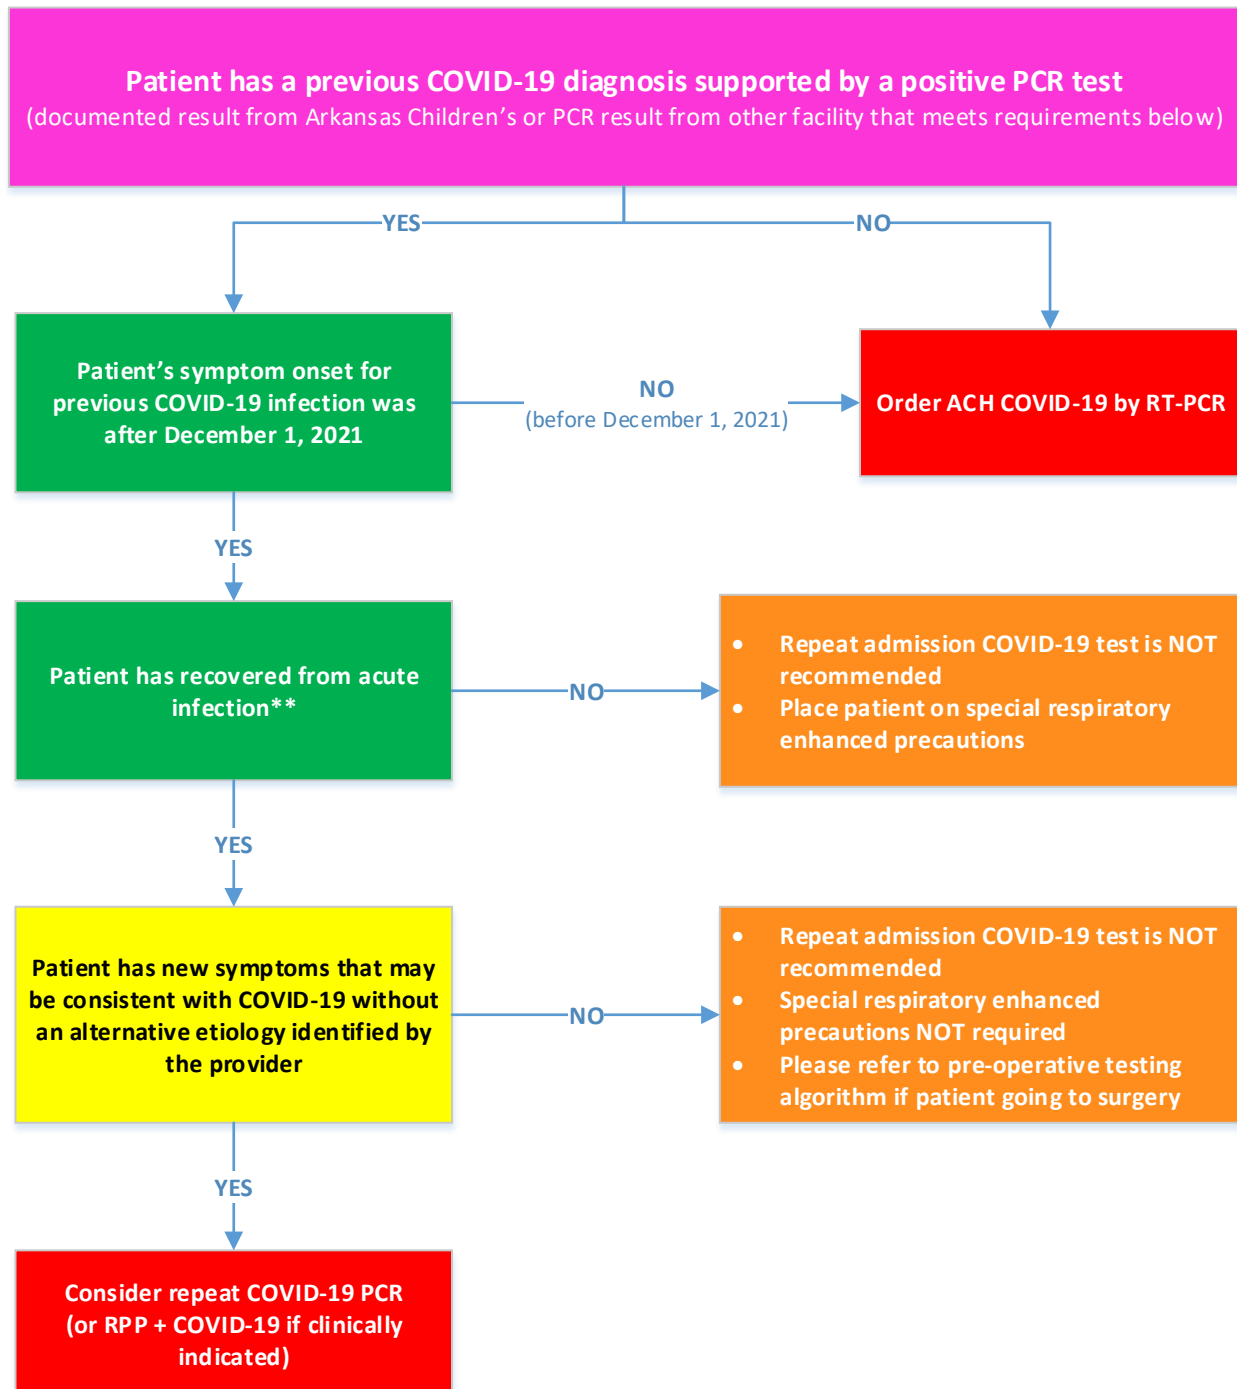 Patient has a previous COVID-19 diagnosis supported by a positive PCR test
(documented result from Arkansas Children’s or PCR result from other facility that meets requirements below)
YES
NO
Patient’s symptom onset for
previous COVID-19 infection was
after December 1, 2021
NO
(before December 1, 2021)
Order ACH COVID-19 by RT-PCR
YES
Patient has recovered from acute
infection**
NO
• Repeat admission COVID-19 test is NOT
recommended
• Place patient on special respiratory
enhanced precautions
YES
Patient has new symptoms that may
be consistent with COVID-19 without
an alternative etiology identified by
the provider
NO
• Repeat admission COVID-19 test is NOT
recommended
• Special respiratory enhanced
precautions NOT required
• Please refer to pre-operative testing
algorithm if patient going to surgery
YES
Consider repeat COVID-19 PCR
(or RPP + COVID-19 if clinically
indicated)